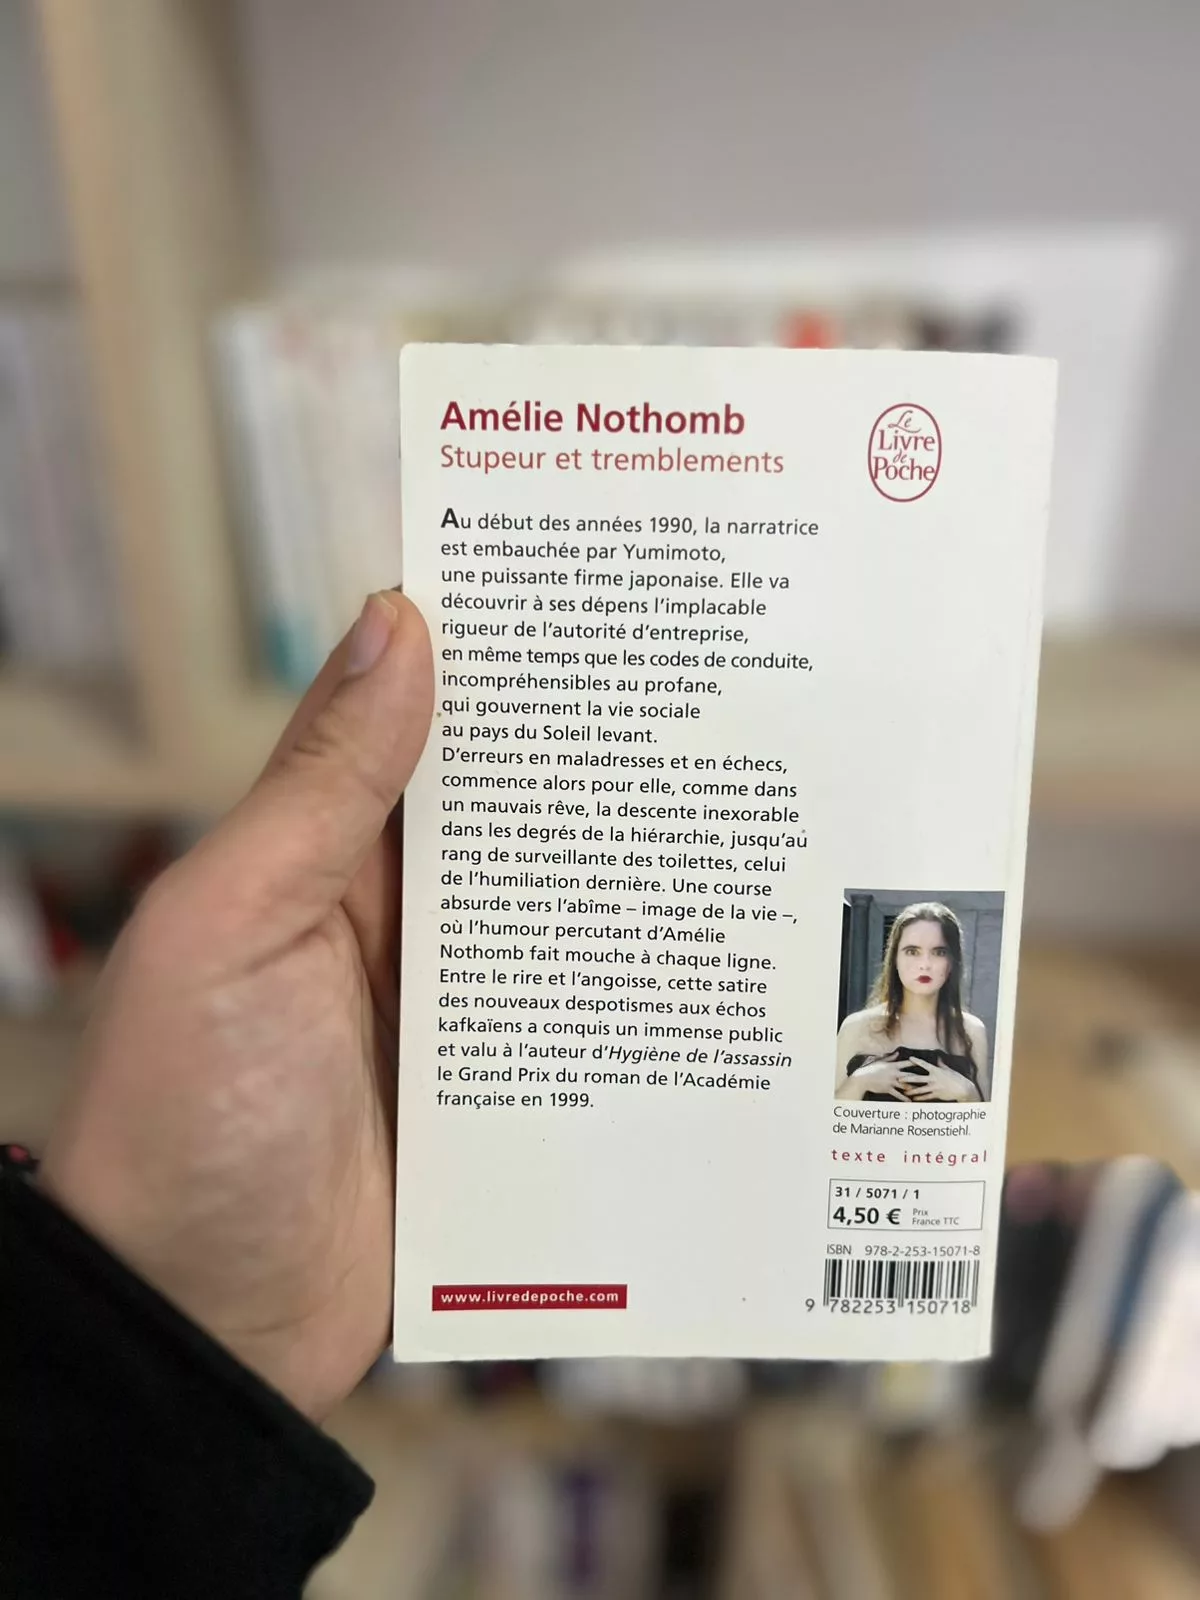 Amélie Nothomb
Stupeur et tremblements
Le
Livre
de
Poche
Au début des années 1990, la narratrice
est embauchée par Yumimoto,
une puissante firme japonaise. Elle va
découvrir à ses dépens l'implacable
rigueur de l'autorité d'entreprise,
en même temps que les codes de conduite,
incompréhensibles au profane,
qui gouvernent la vie sociale
au pays du Soleil levant.
D'erreurs en maladresses et en échecs,
commence alors pour elle, comme dans
un mauvais rêve, la descente inexorable
dans les degrés de la hiérarchie, jusqu'au
rang de surveillante des toilettes, celui
de l'humiliation dernière. Une course
absurde vers l'abîme – image de la vie –,
où l'humour percutant d'Amélie
Nothomb fait mouche à chaque ligne.
Entre le rire et l'angoisse, cette satire
des nouveaux despotismes aux échos
kafkaïens a conquis un immense public
et valu à l'auteur d'Hygiène de l'assassin
le Grand Prix du roman de l'Académie
française en 1999.
Couverture : photographie
de Marianne Rosenstiehl.
texte intégral
31 / 5071 / 1
4,50 € Prix
France TTC
ISBN 978-2-253-15071-8
9 782253 150718
www.livredepoche.com